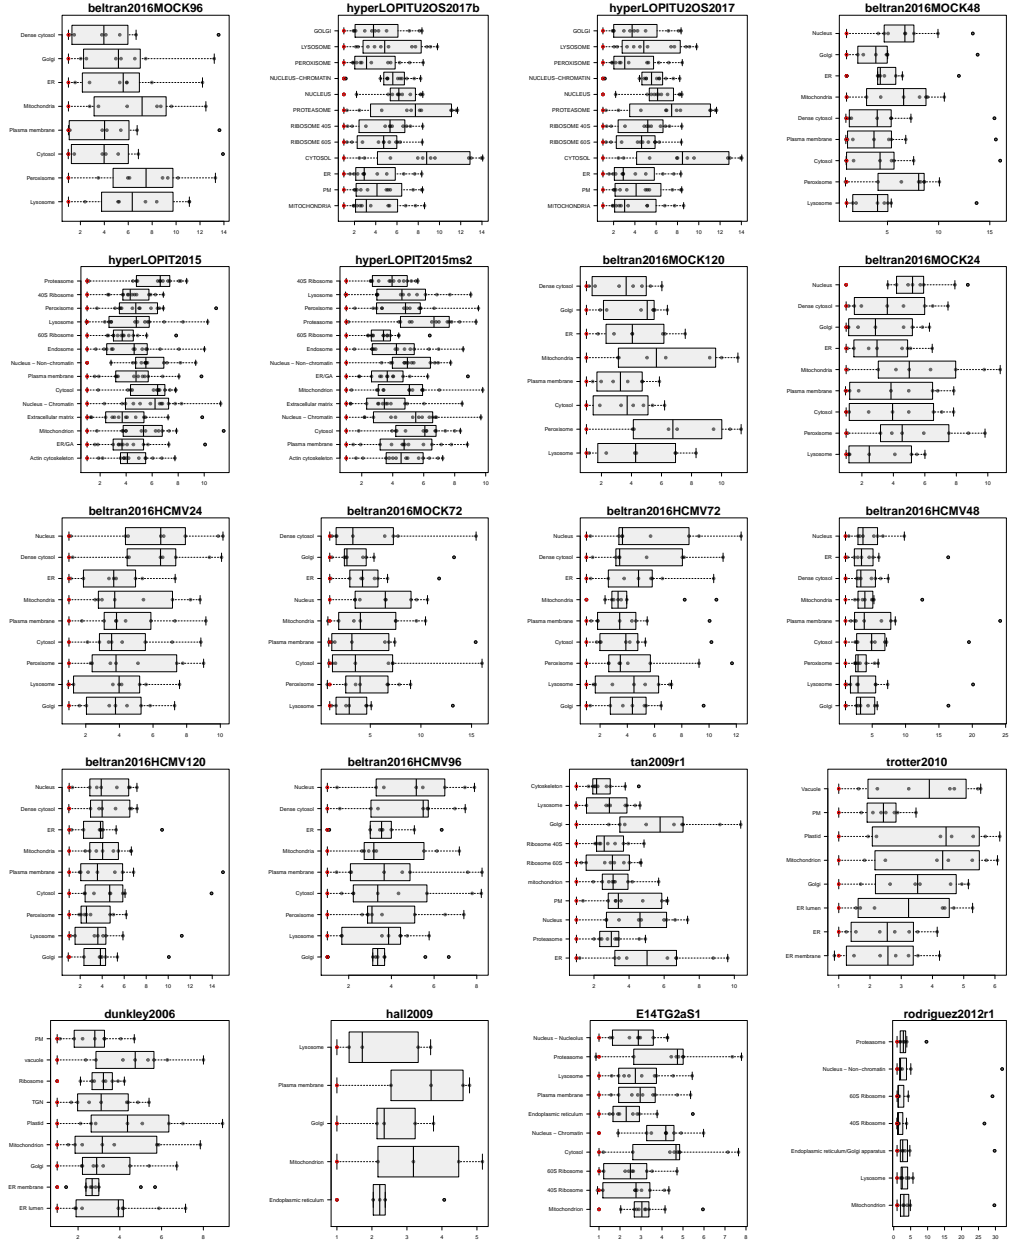 beltran2016MOCK96
Dense cytosol
Golgi
ER
Mitochondria
Plasma membrane
Cytosol
Peroxisome
Lysosome
2 4 6 8 10 12 14
hyperLOPITU2OS2017b
GOLGI
LYSOSOME
PEROXISOME
NUCLEUS−CHROMATIN
NUCLEUS
PROTEASOME
RIBOSOME 40S
RIBOSOME 60S
CYTOSOL
ER
PM
MITOCHONDRIA
2 4 6 8 10 12 14
hyperLOPITU2OS2017
GOLGI
LYSOSOME
PEROXISOME
NUCLEUS−CHROMATIN
NUCLEUS
PROTEASOME
RIBOSOME 40S
RIBOSOME 60S
CYTOSOL
ER
PM
MITOCHONDRIA
2 4 6 8 10 12 14
beltran2016MOCK48
Nucleus
Golgi
ER
Mitochondria
Dense cytosol
Plasma membrane
Cytosol
Peroxisome
Lysosome
5 10 15
hyperLOPIT2015
Proteasome
40S Ribosome
Peroxisome
Lysosome
60S Ribosome
Endosome
Nucleus − Non−chromatin
Plasma membrane
Cytosol
Nucleus − Chromatin
Extracellular matrix
Mitochondrion
ER/GA
Actin cytoskeleton
2 4 6 8 10
hyperLOPIT2015ms2
40S Ribosome
Lysosome
Peroxisome
Proteasome
60S Ribosome
Endosome
Nucleus − Non−chromatin
ER/GA
Mitochondrion
Extracellular matrix
Nucleus − Chromatin
Cytosol
Plasma membrane
Actin cytoskeleton
2 4 6 8 10
beltran2016MOCK120
Dense cytosol
Golgi
ER
Mitochondria
Plasma membrane
Cytosol
Peroxisome
Lysosome
2 4 6 8 10
beltran2016MOCK24
Nucleus
Dense cytosol
Golgi
ER
Mitochondria
Plasma membrane
Cytosol
Peroxisome
Lysosome
2 4 6 8 10
beltran2016HCMV24
Nucleus
Dense cytosol
ER
Mitochondria
Plasma membrane
Cytosol
Peroxisome
Lysosome
Golgi
2 4 6 8 10
beltran2016MOCK72
Dense cytosol
Golgi
ER
Nucleus
Mitochondria
Plasma membrane
Cytosol
Peroxisome
Lysosome
5 10 15
beltran2016HCMV72
Nucleus
Dense cytosol
ER
Mitochondria
Plasma membrane
Cytosol
Peroxisome
Lysosome
Golgi
2 4 6 8 10 12
beltran2016HCMV48
Nucleus
ER
Dense cytosol
Mitochondria
Plasma membrane
Cytosol
Peroxisome
Lysosome
Golgi
5 10 15 20 25
beltran2016HCMV120
Nucleus
Dense cytosol
ER
Mitochondria
Plasma membrane
Cytosol
Peroxisome
Lysosome
Golgi
2 4 6 8 10 12 14
beltran2016HCMV96
Nucleus
Dense cytosol
ER
Mitochondria
Plasma membrane
Cytosol
Peroxisome
Lysosome
Golgi
2 4 6 8
tan2009r1
Cytoskeleton
Lysosome
Golgi
Ribosome 40S
Ribosome 60S
mitochondrion
PM
Nucleus
Proteasome
ER
2 4 6 8 10
trotter2010
Vacuole
PM
Plastid
Mitochondrion
Golgi
ER lumen
ER
ER membrane
1 2 3 4 5 6
dunkley2006
PM
vacuole
Ribosome
TGN
Plastid
Mitochondrion
Golgi
ER membrane
ER lumen
2 4 6 8
hall2009
Lysosome
Plasma membrane
Golgi
Mitochondrion
Endoplasmic reticulum
1 2 3 4 5
E14TG2aS1
Nucleus − Nucleolus
Proteasome
Lysosome
Plasma membrane
Endoplasmic reticulum
Nucleus − Chromatin
Cytosol
60S Ribosome
40S Ribosome
Mitochondrion
1 2 3 4 5 6 7 8
rodriguez2012r1
Proteasome
Nucleus − Non−chromatin
60S Ribosome
40S Ribosome
Endoplasmic reticulum/Golgi apparatus
Lysosome
Mitochondrion
0 5 10 15 20 25 30